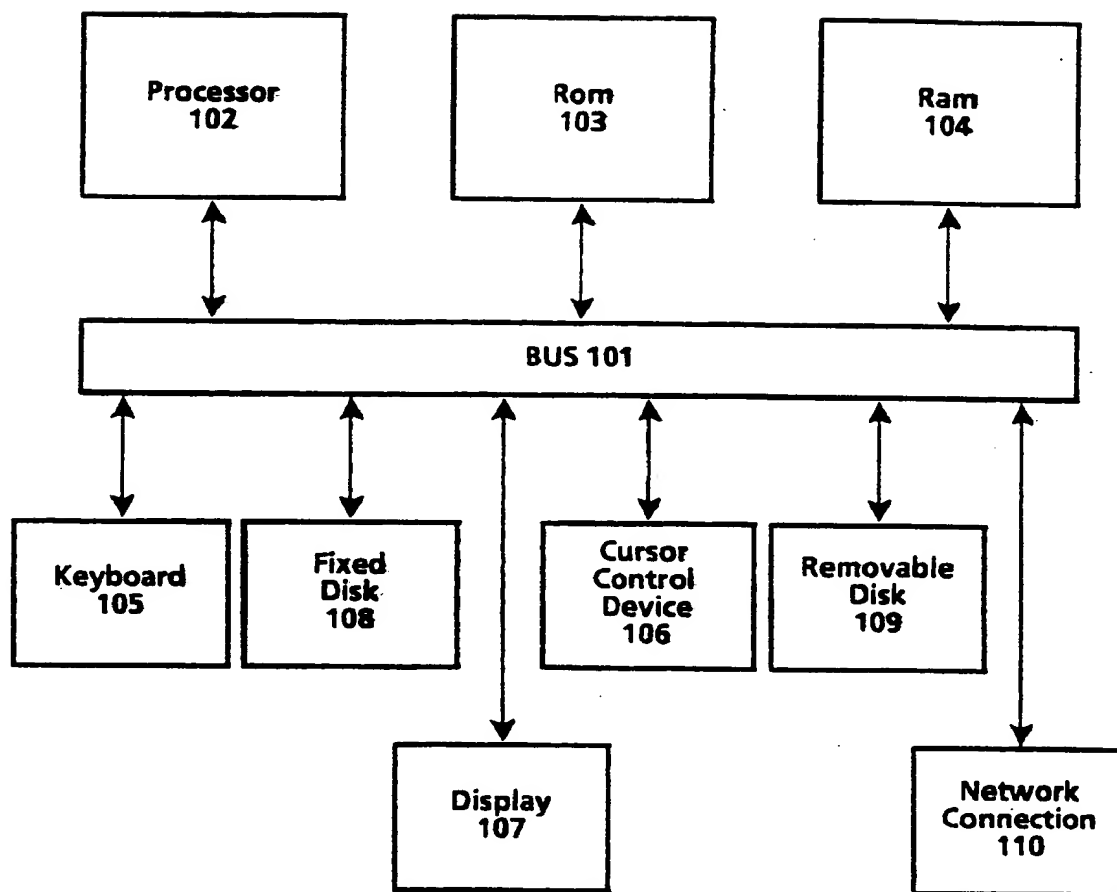 Processor
102
Rom
103
Ram
104
BUS 101
Keyboard
105
Fixed
Disk
108
Cursor
Control
Device
106
Removable
Disk
109
Display
107
Network
Connection
110